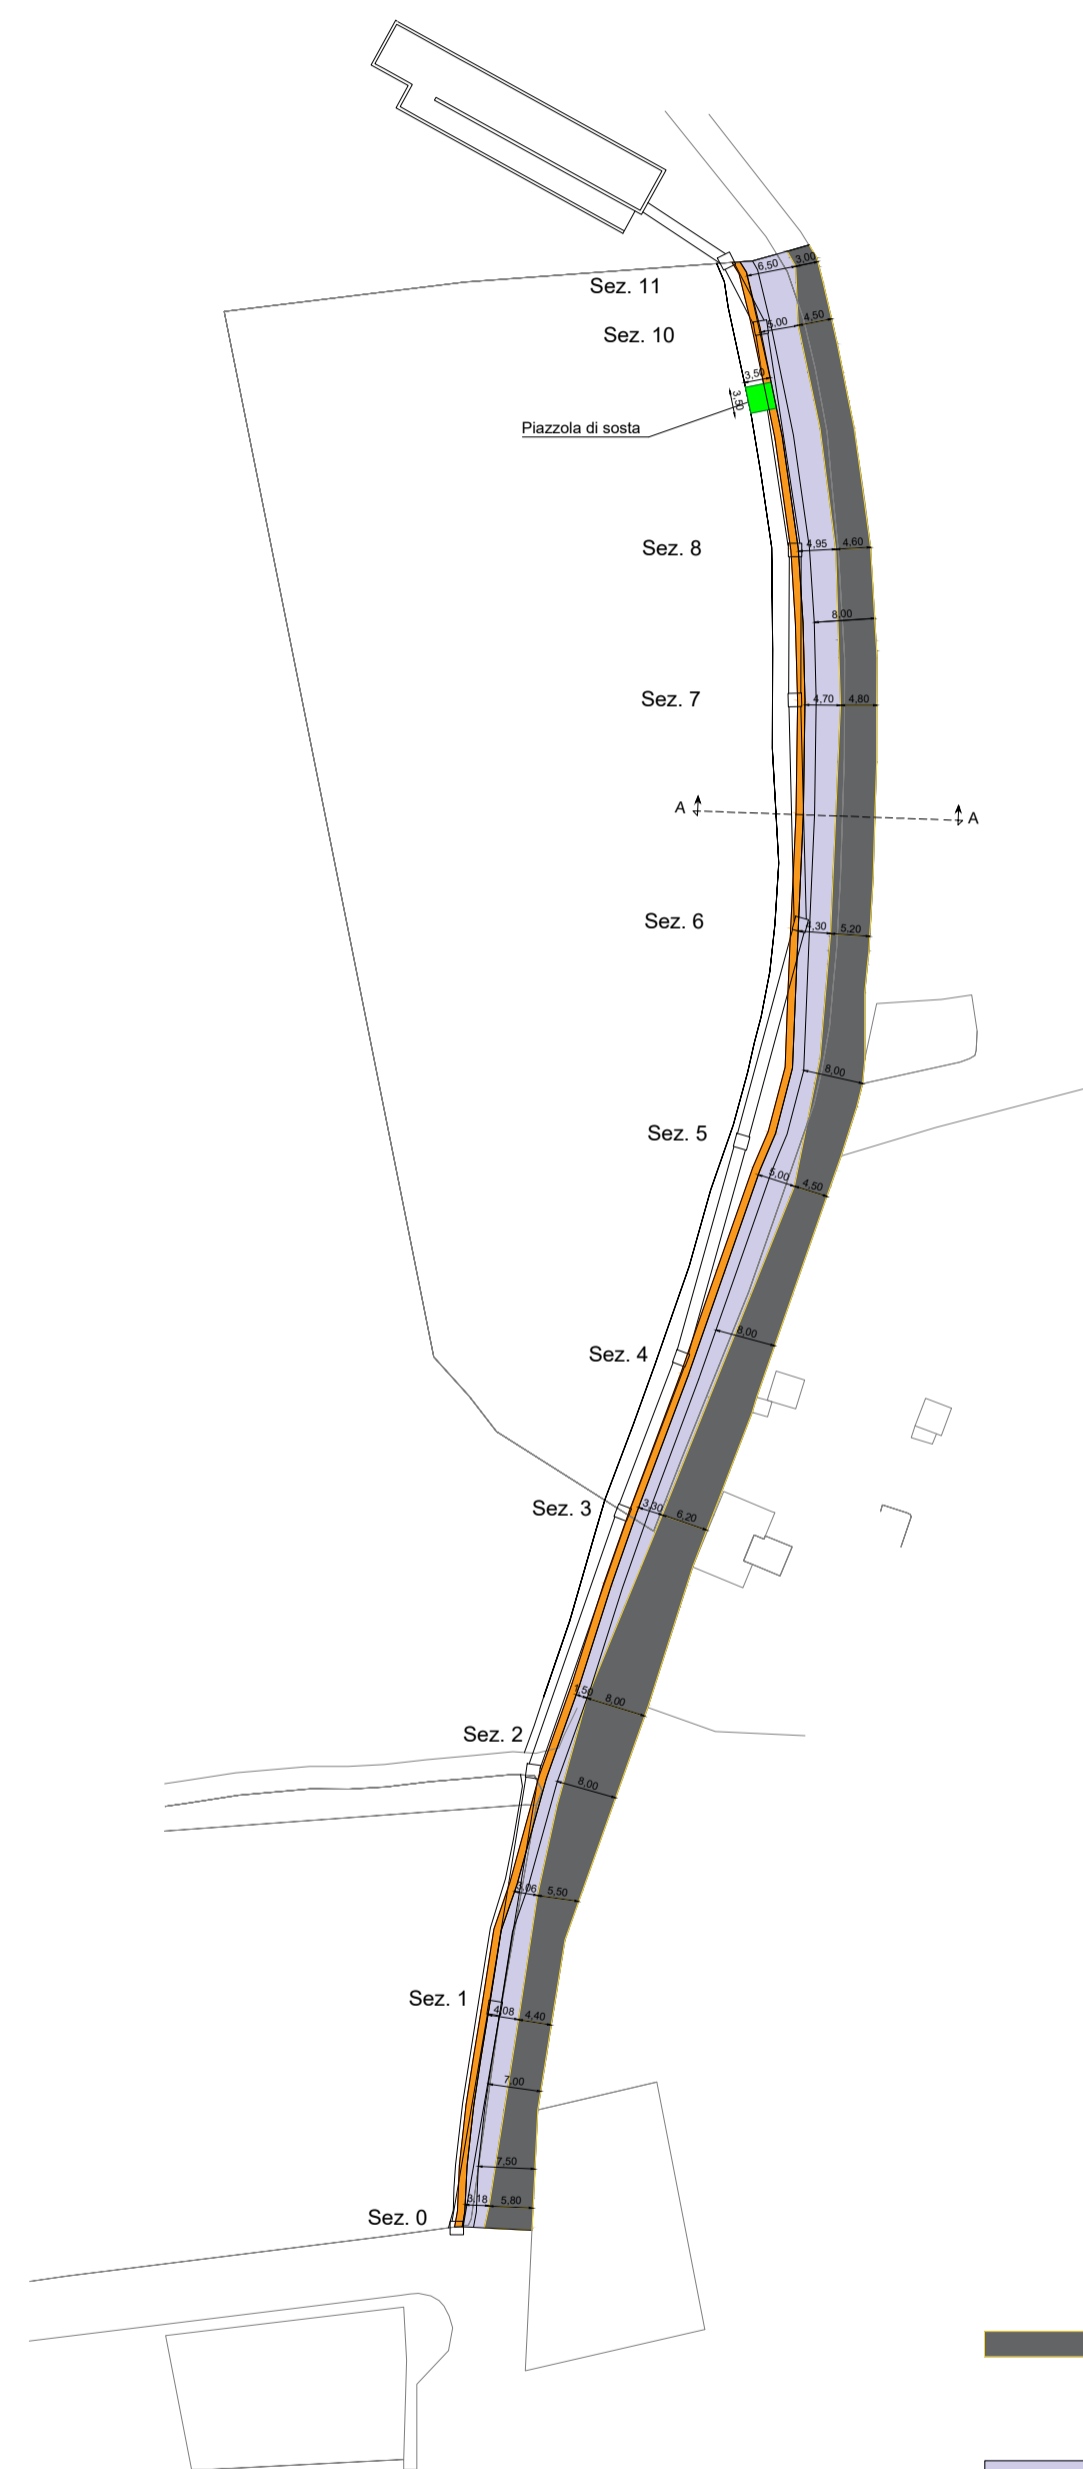 6,50 3,00
Sez. 11
5,00 4,50
Sez. 10
3,50
3,50
Piazzola di sosta
Sez. 8
4,95 4,60
8,00
Sez. 7
4,70 4,80
A A
Sez. 6
4,30 5,20
8,00
Sez. 5
5,00 4,50
8,00
Sez. 4
Sez. 3
3,30 6,20
1,50 8,00
Sez. 2
8,00
3,06 5,50
Sez. 1
4,08 4,40
7,00
7,50
3,18 5,80
Sez. 0